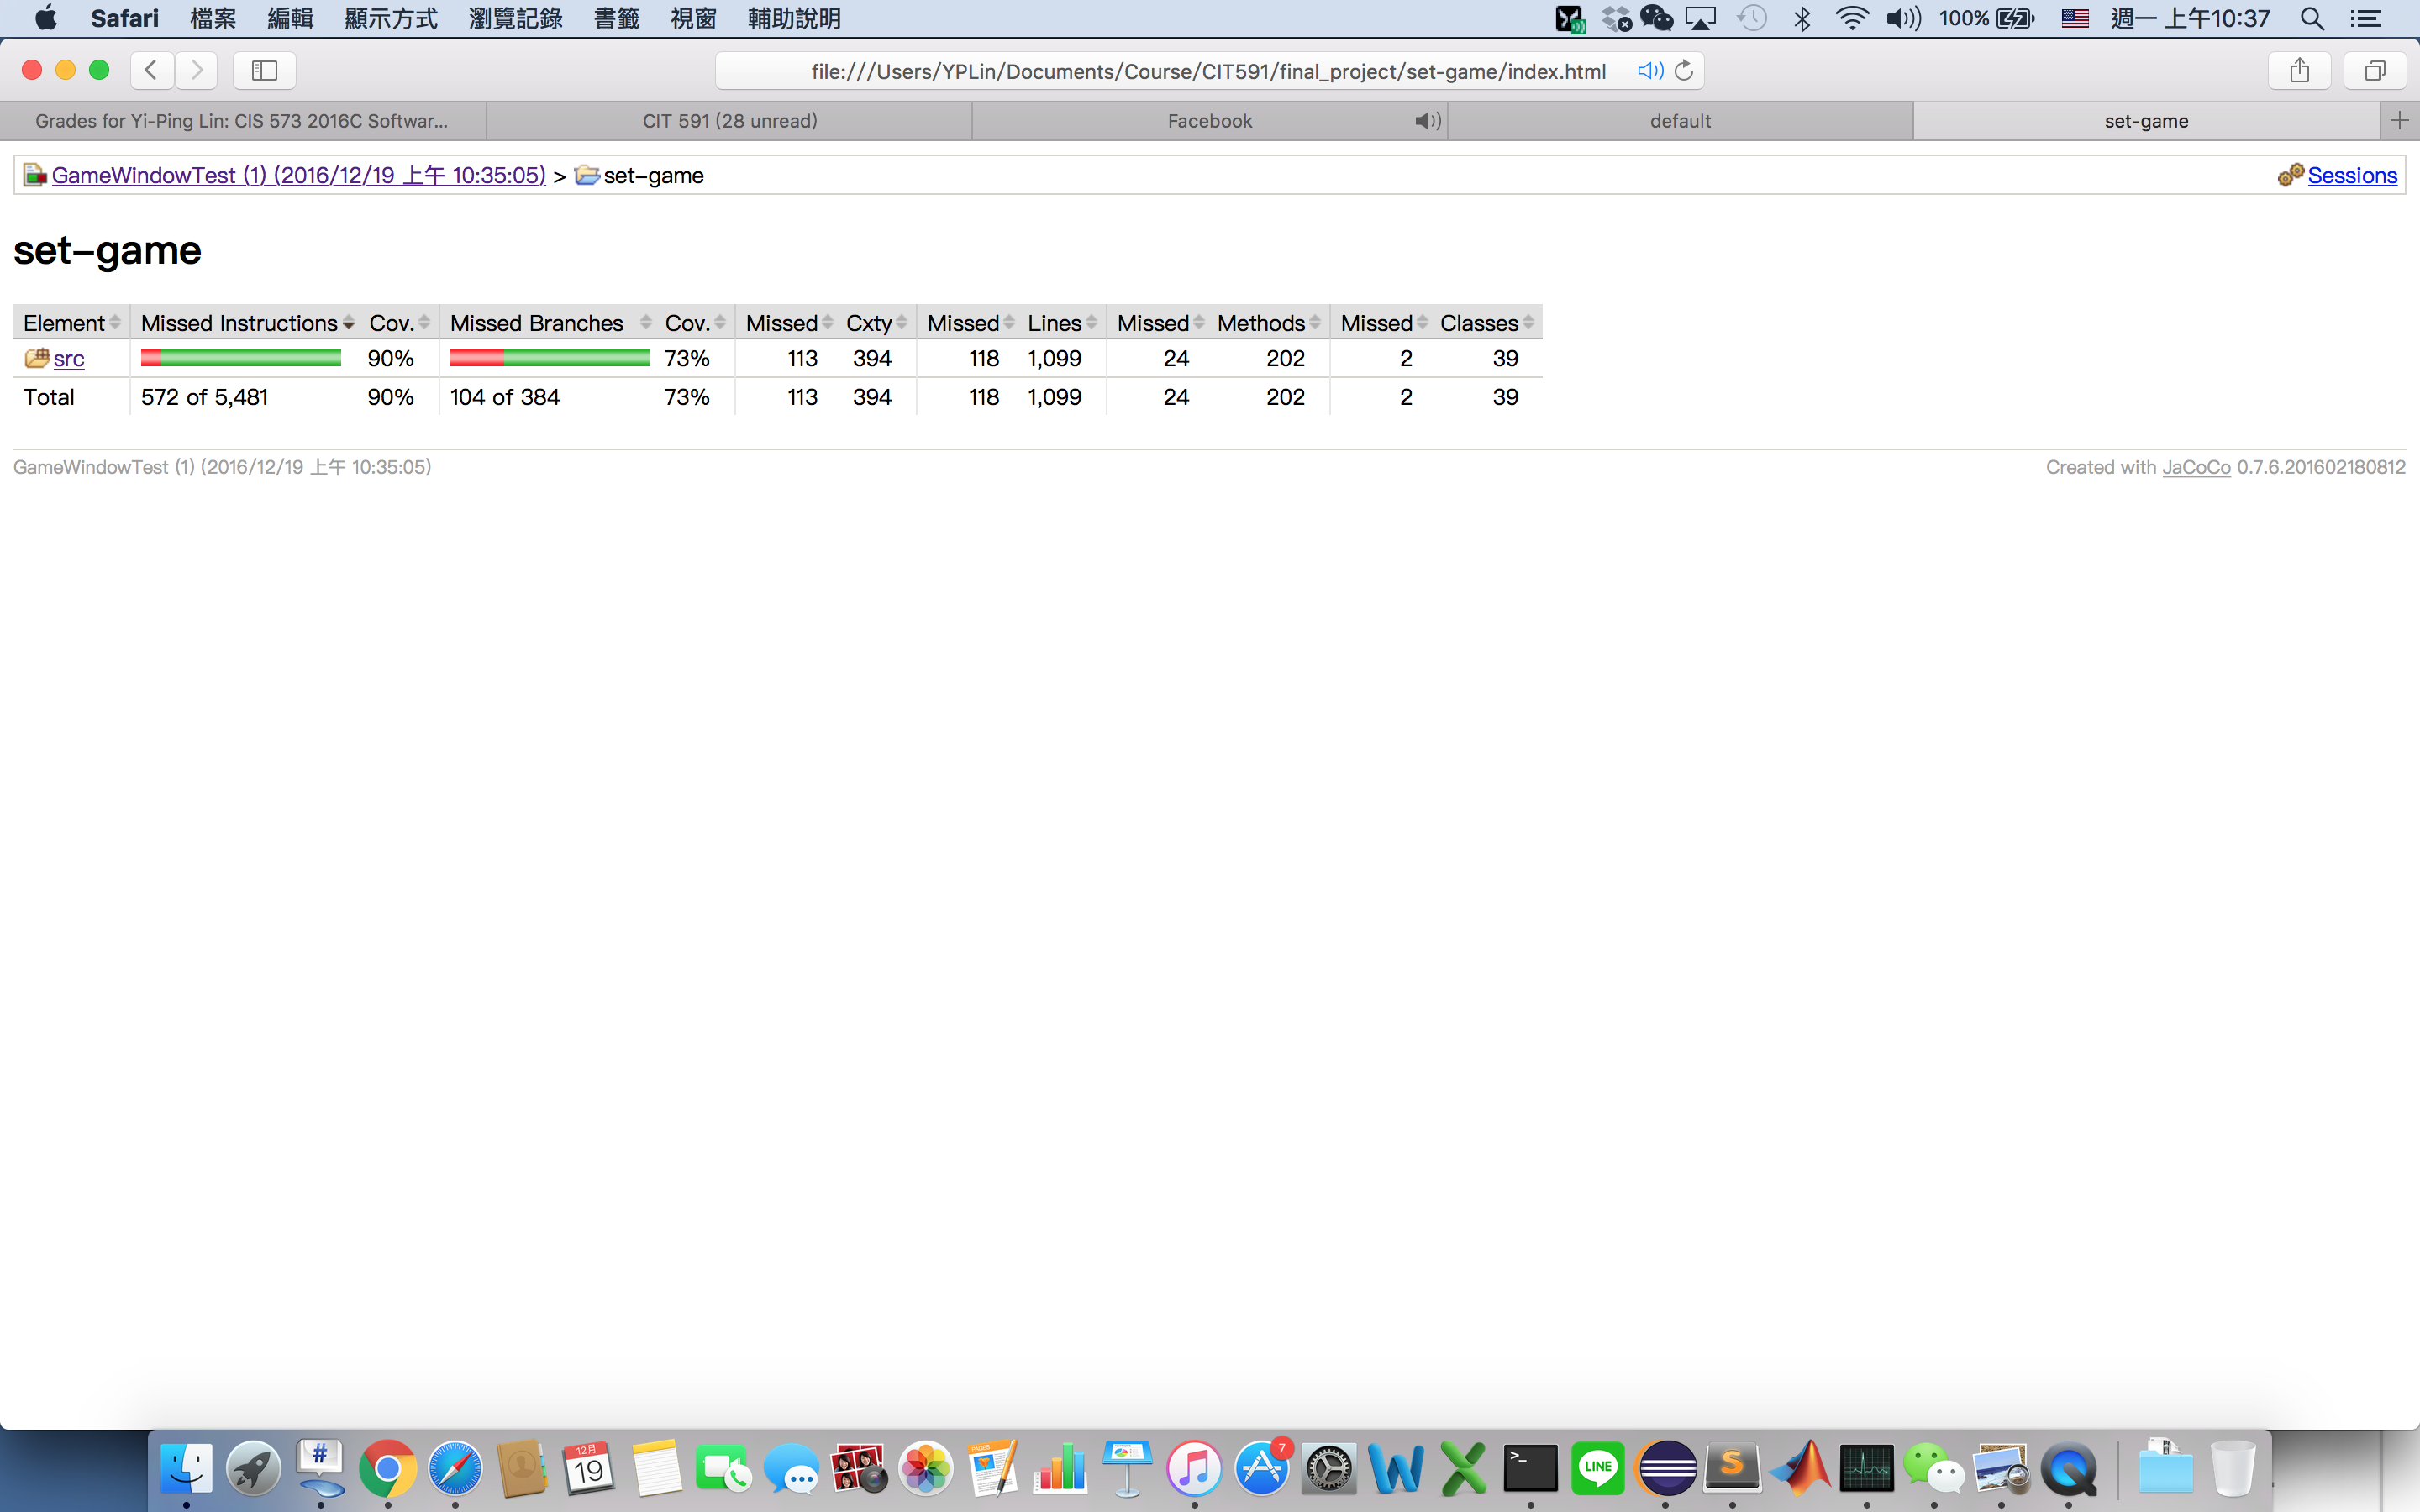 Safari 檔案 編輯 顯示方式 瀏覽記錄 書籤 視窗 輔助說明 100% 週一 上午10:37
file:///Users/YPLin/Documents/Course/CIT591/final_project/set-game/index.html
Grades for Yi-Ping Lin: CIS 573 2016C Softwar... CIT 591 (28 unread) Facebook default set-game
GameWindowTest (1) (2016/12/19 上午 10:35:05) > set-game Sessions
set-game
Element Missed Instructions Cov. Missed Branches Cov. Missed Cxty Missed Lines Missed Methods Missed Classes
src 90% 73% 113 394 118 1,099 24 202 2 39
Total 572 of 5,481 90% 104 of 384 73% 113 394 118 1,099 24 202 2 39
GameWindowTest (1) (2016/12/19 上午 10:35:05) Created with JaCoCo 0.7.6.201602180812
12月
19
PAGES
7
LINE